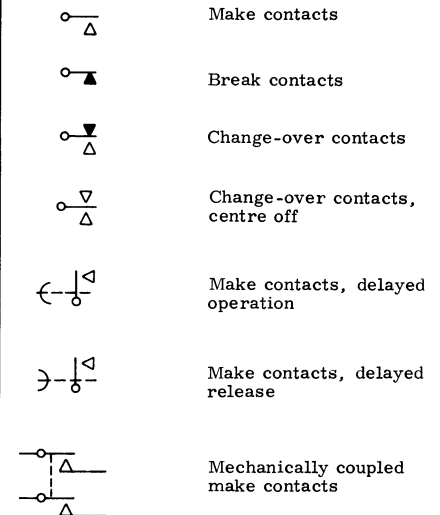 Make contacts
Break contacts
Change-over contacts
Change-over contacts,
centre off
Make contacts, delayed
operation
Make contacts, delayed
release
Mechanically coupled
make contacts